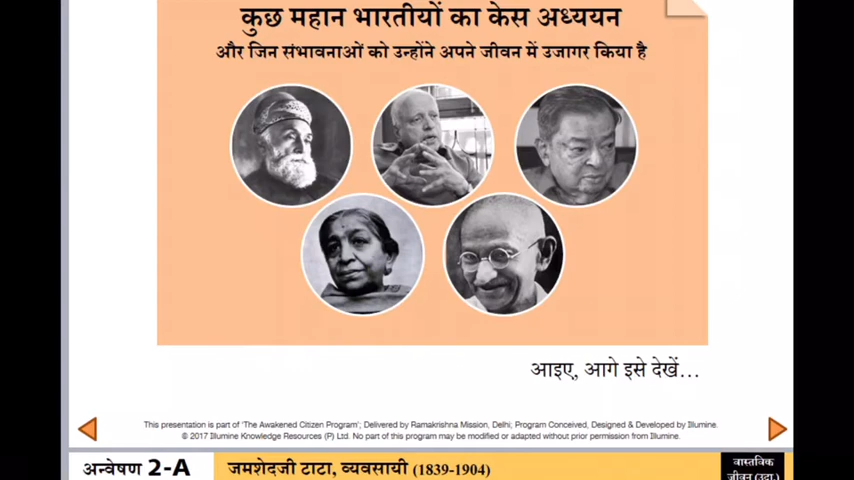 कुछ महान भारतीयों का केस अध्ययन
और जिन संभावनाओं को उन्होंने अपने जीवन में उजागर किया है
आइए, आगे इसे देखें...
This presentation is part of 'The Awakened Citizen Program'; Delivered by Ramakrishna Mission, Delhi; Program Conceived, Designed & Developed by Illumine.
© 2017 Illumine Knowledge Resources (P) Ltd. No part of this program may be modified or adapted without prior permission from Illumine.
अन्वेषण 2-A
जमशेदजी टाटा, व्यवसायी (1839-1904)
वास्तविक
जीवन (उदा.)